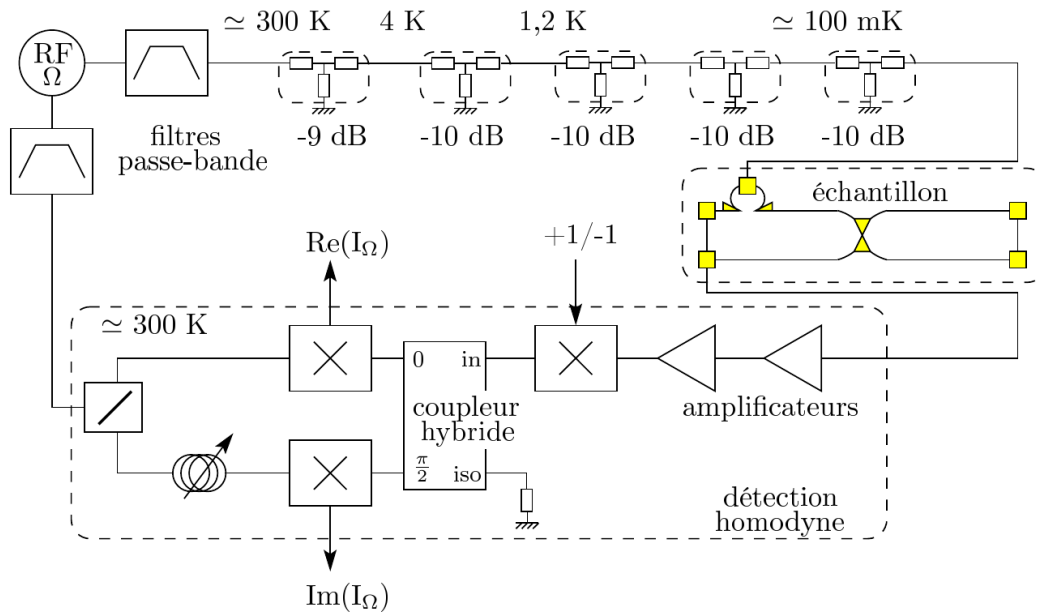 ≃ 300 K
4 K
1,2 K
≃ 100 mK
RF
Ω
-9 dB
-10 dB
-10 dB
-10 dB
-10 dB
filtres
passe-bande
échantillon
Re(I_Ω)
+1/-1
≃ 300 K
0
in
coupleur
hybride
π/2
iso
amplificateurs
détection
homodyne
Im(I_Ω)